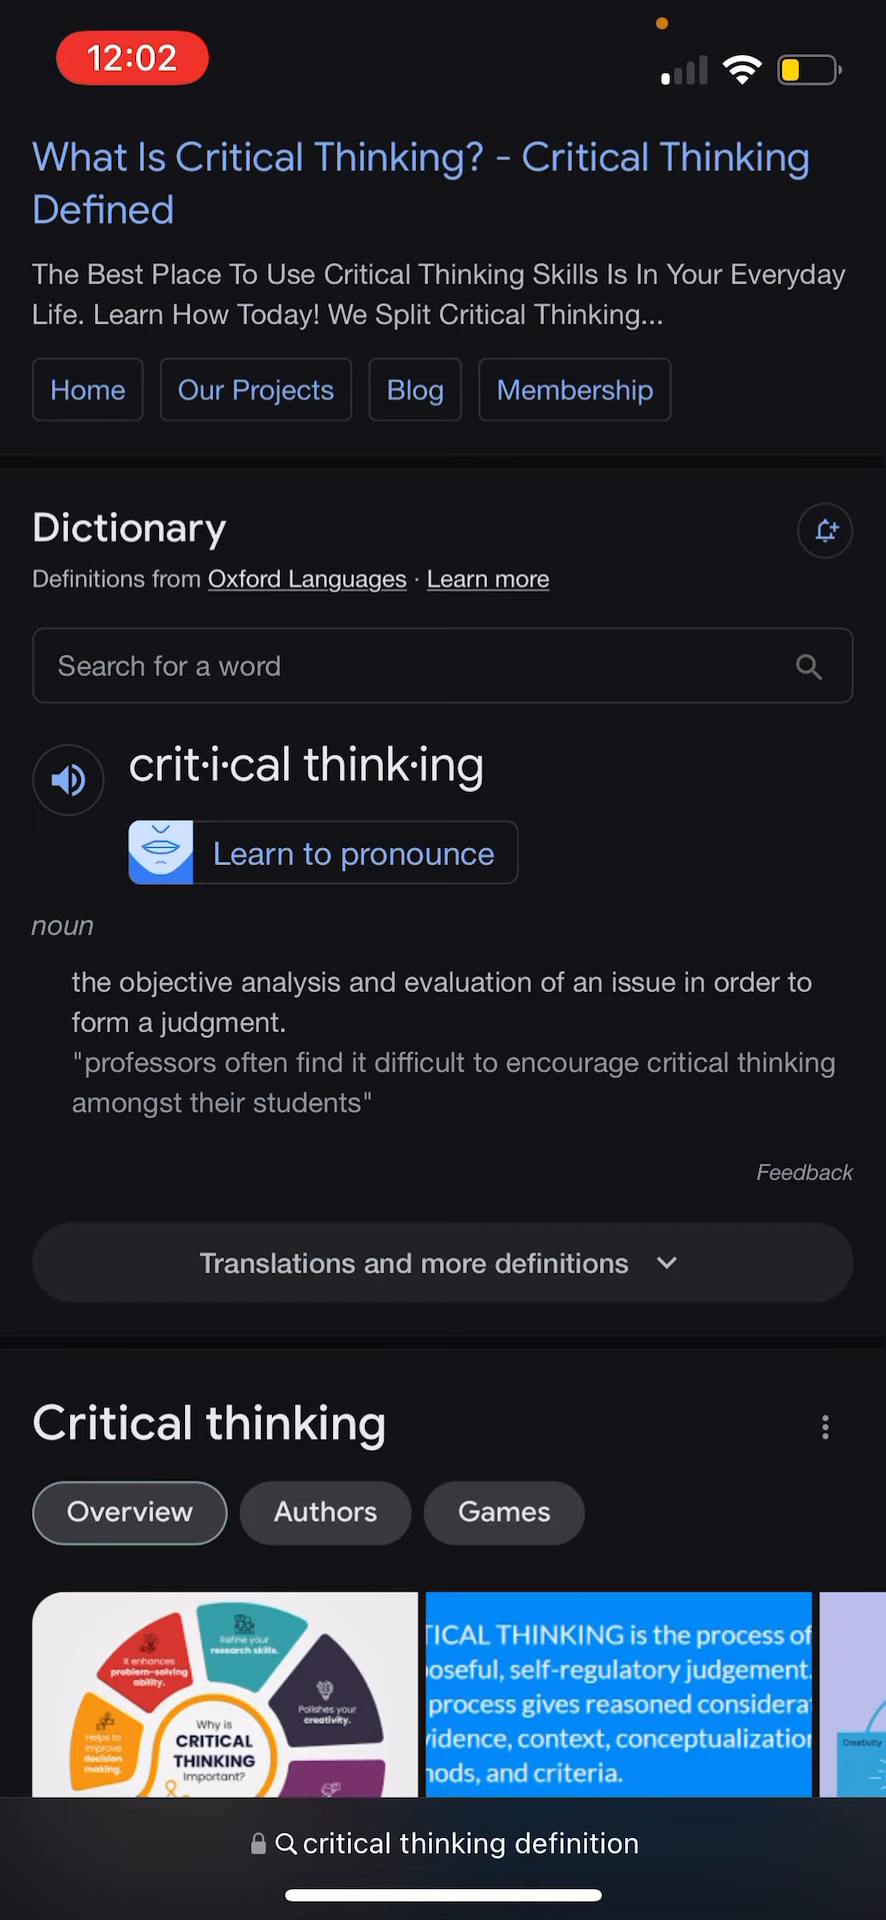 12:02
What Is Critical Thinking? - Critical Thinking
Defined
The Best Place To Use Critical Thinking Skills Is In Your Everyday
Life. Learn How Today! We Split Critical Thinking...
Home
Our Projects
Blog
Membership
Dictionary
Definitions from Oxford Languages · Learn more
Search for a word
crit·i·cal think·ing
Learn to pronounce
noun
the objective analysis and evaluation of an issue in order to
form a judgment.
"professors often find it difficult to encourage critical thinking
amongst their students"
Feedback
Translations and more definitions
Critical thinking
Overview
Authors
Games
It enhances
problem-solving
ability.
Refine your
research skills.
Polishes your
creativity.
Helps to
improve
decision
making.
Why is
CRITICAL
THINKING
Important?
TICAL THINKING is the process of
oseful, self-regulatory judgement.
process gives reasoned considera
vidence, context, conceptualization
hods, and criteria.
Creativity
critical thinking definition